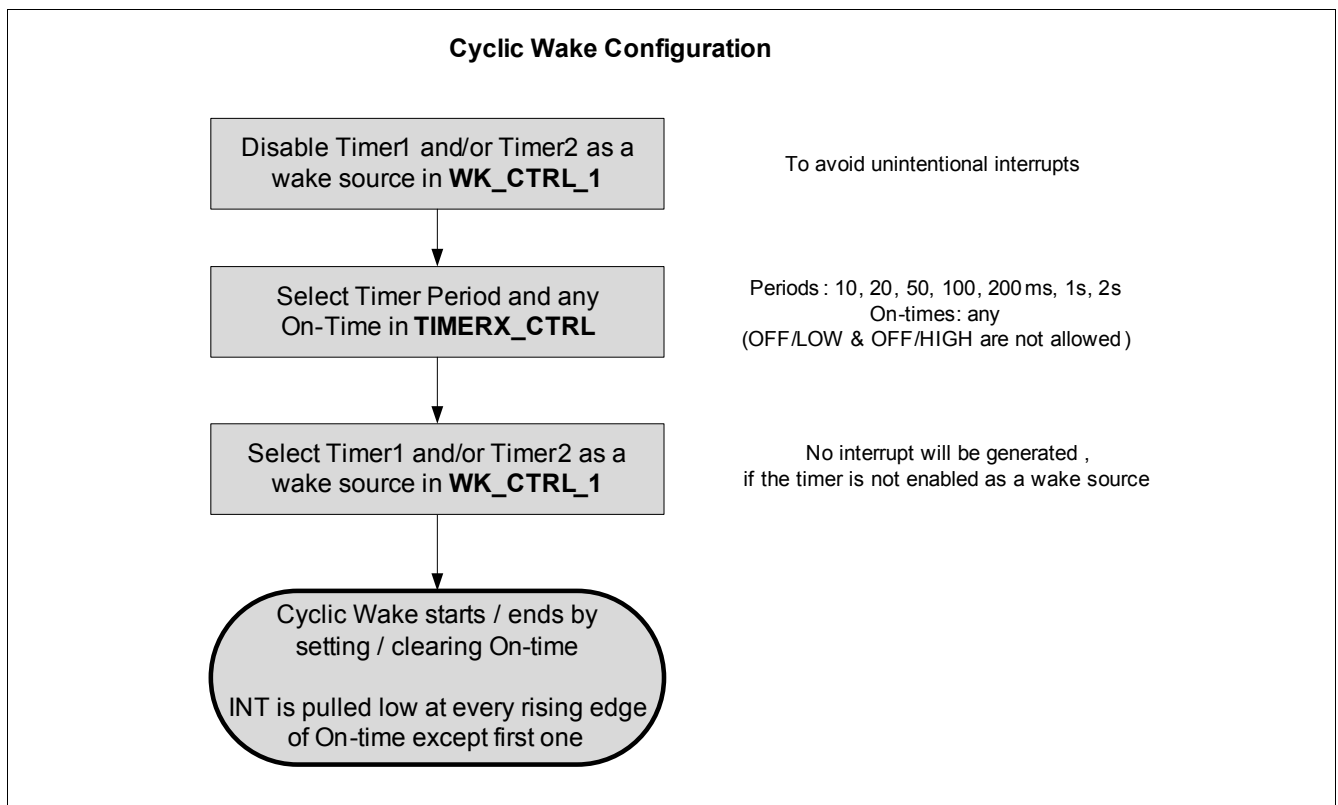 Cyclic Wake Configuration
Disable Timer1 and/or Timer2 as a
wake source in WK_CTRL_1
To avoid unintentional interrupts
Select Timer Period and any
On-Time in TIMERX_CTRL
Periods : 10, 20, 50, 100, 200 ms, 1s, 2s
On-times: any
(OFF/LOW & OFF/HIGH are not allowed )
Select Timer1 and/or Timer2 as a
wake source in WK_CTRL_1
No interrupt will be generated ,
if the timer is not enabled as a wake source
Cyclic Wake starts / ends by
setting / clearing On-time
INT is pulled low at every rising edge
of On-time except first one